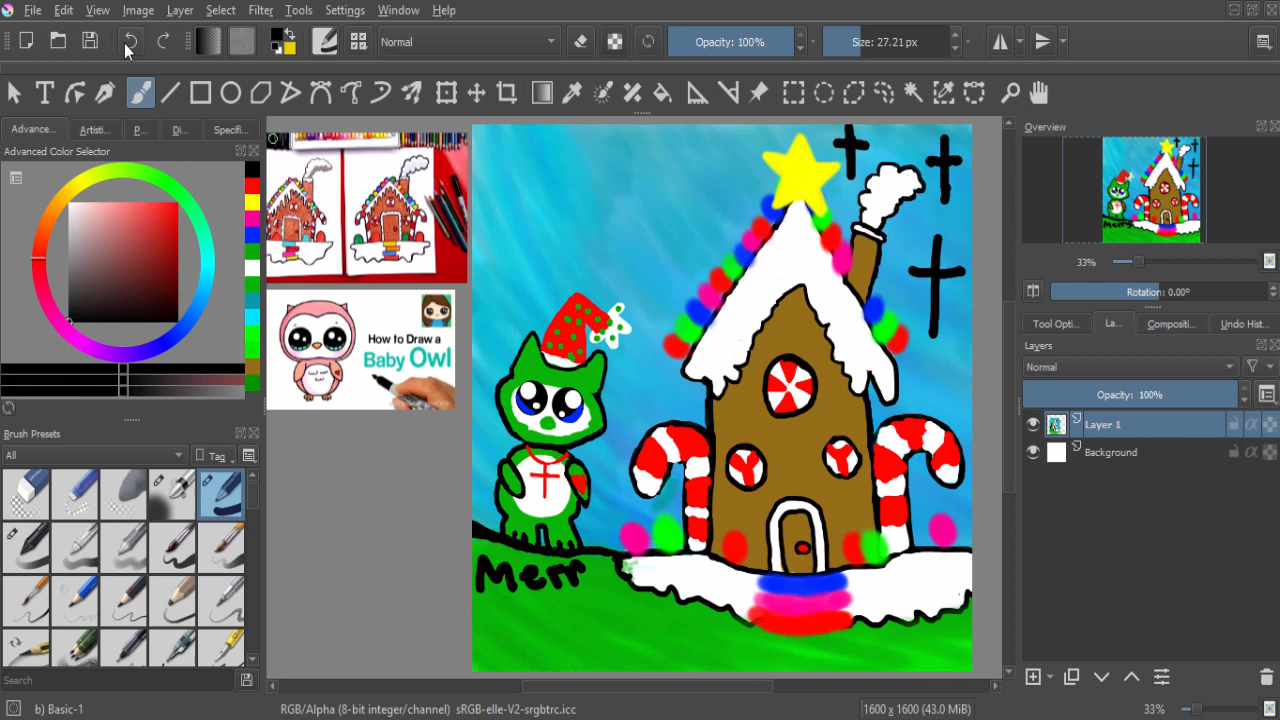 File Edit View Image Layer Select Filter Tools Settings Window Help
Normal Opacity: 100% Size: 27.21 px
Advance... Artisti... P... Di... Specifi...
Advanced Color Selector
Brush Presets
All Tag
Search
b) Basic-1
How to Draw a
Baby Owl
Merr
RGB/Alpha (8-bit integer/channel) sRGB-elle-V2-srgbtrc.icc
1600 x 1600 (43.0 MiB)
33%
Overview
33%
Rotation: 0.00°
Tool Opti... La... Compositi... Undo Hist...
Layers
Normal
Opacity: 100%
Layer 1
Background